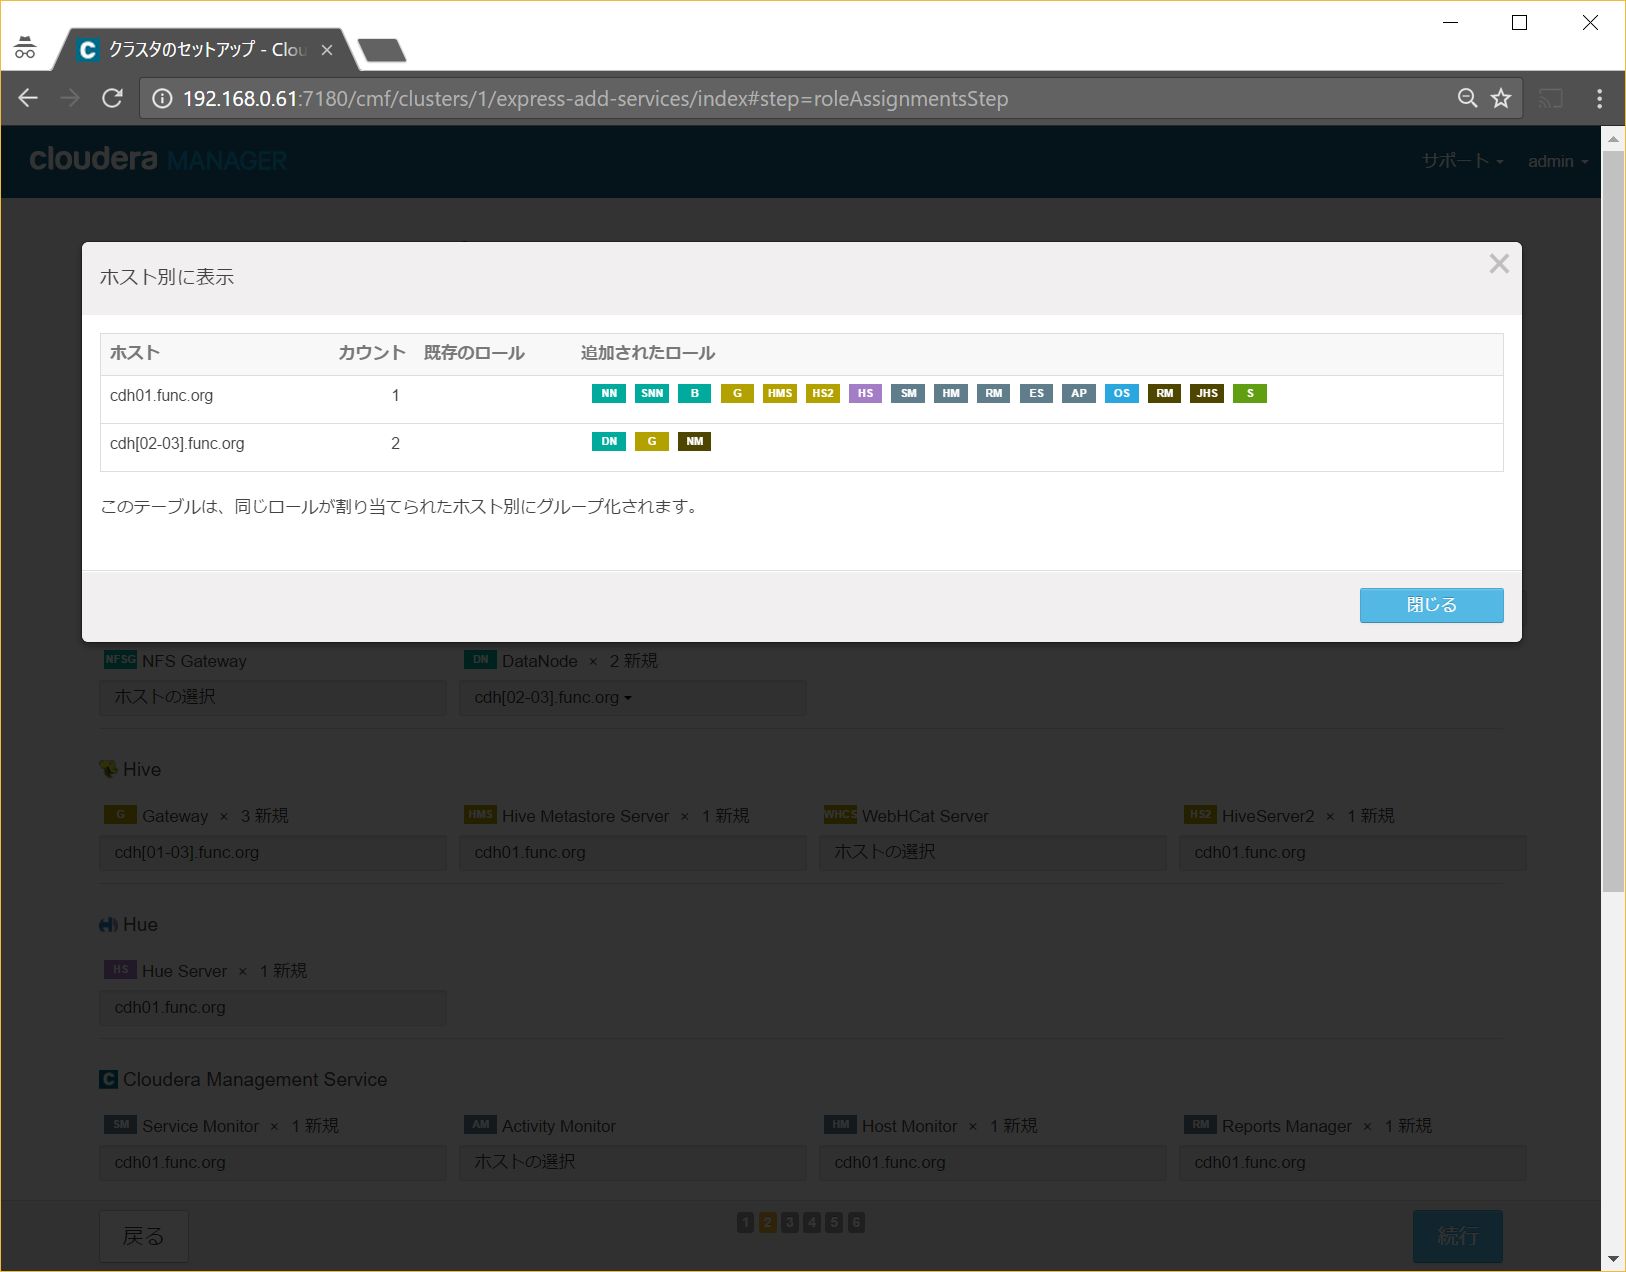 クラスタのセットアップ - Clou
192.168.0.61:7180/cmf/clusters/1/express-add-services/index#step=roleAssignmentsStep
cloudera MANAGER サポート admin
ホスト別に表示
ホスト カウント 既存のロール 追加されたロール
cdh01.func.org 1 NN SNN B G HMS HS2 HS SM HM RM ES AP OS RM JHS S
cdh[02-03].func.org 2 DN G NM
このテーブルは、同じロールが割り当てられたホスト別にグループ化されます。
閉じる
NFSG NFS Gateway DN DataNode × 2 新規
ホストの選択 cdh[02-03].func.org
Hive
G Gateway × 3 新規 HMS Hive Metastore Server × 1 新規 WHCS WebHCat Server HS2 HiveServer2 × 1 新規
cdh[01-03].func.org cdh01.func.org ホストの選択 cdh01.func.org
Hue
HS Hue Server × 1 新規
cdh01.func.org
C Cloudera Management Service
SM Service Monitor × 1 新規 AM Activity Monitor HM Host Monitor × 1 新規 RM Reports Manager × 1 新規
cdh01.func.org ホストの選択 cdh01.func.org cdh01.func.org
戻る 1 2 3 4 5 6 続行